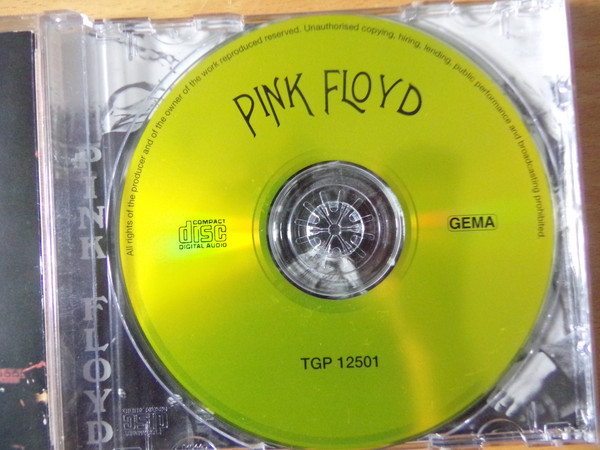 All rights of the producer and of the owner of the work reproduced reserved. Unauthorised copying, hiring, lending, public performance and broadcasting prohibited.
PINK FLOYD
COMPACT
disc
DIGITAL AUDIO
GEMA
TGP 12501
PINK FLOYD